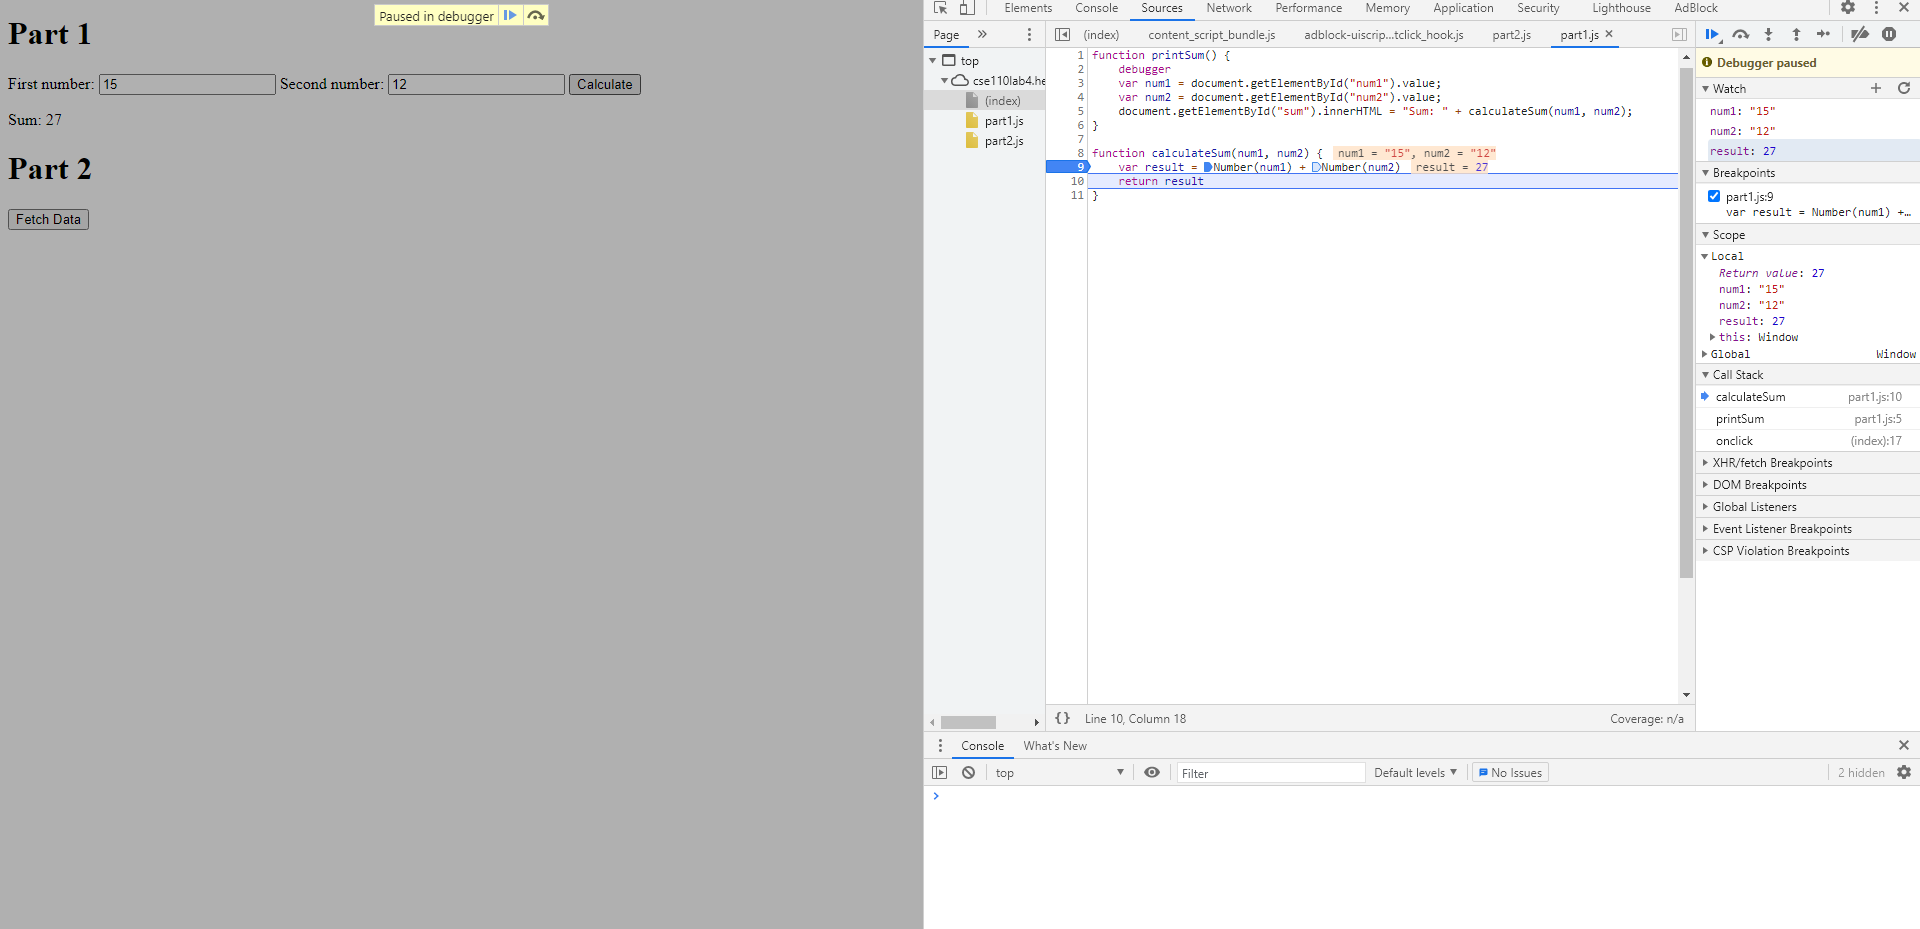 Paused in debugger
Part 1
First number: 15 Second number: 12 Calculate
Sum: 27
Part 2
Fetch Data
Elements Console Sources Network Performance Memory Application Security Lighthouse AdBlock
Page
(index) content_script_bundle.js adblock-uiscrip...tclick_hook.js part2.js part1.js
top
cse110lab4.he
(index)
part1.js
part2.js
1 function printSum() {
2 debugger
3 var num1 = document.getElementById("num1").value;
4 var num2 = document.getElementById("num2").value;
5 document.getElementById("sum").innerHTML = "Sum: " + calculateSum(num1, num2);
6 }
7
8 function calculateSum(num1, num2) { num1 = "15", num2 = "12"
9 var result = Number(num1) + Number(num2) result = 27
10 return result
11 }
{} Line 10, Column 18 Coverage: n/a
Debugger paused
Watch
num1: "15"
num2: "12"
result: 27
Breakpoints
part1.js:9
var result = Number(num1) +…
Scope
Local
Return value: 27
num1: "15"
num2: "12"
result: 27
this: Window
Global Window
Call Stack
calculateSum part1.js:10
printSum part1.js:5
onclick (index):17
XHR/fetch Breakpoints
DOM Breakpoints
Global Listeners
Event Listener Breakpoints
CSP Violation Breakpoints
Console What's New
top Filter Default levels No Issues 2 hidden